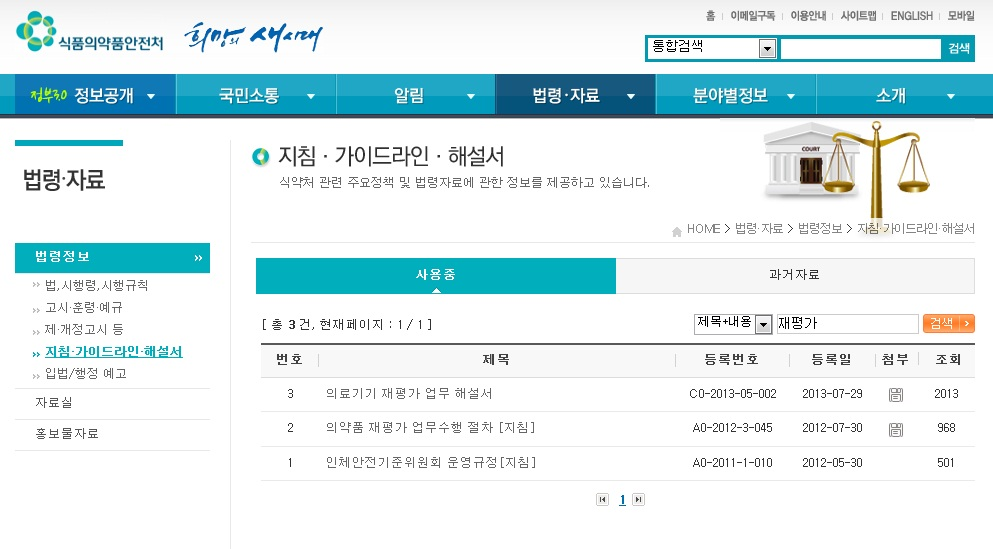 홈 이메일구독 이용안내 사이트맵 ENGLISH 모바일
식품의약품안전처 희망의 새 시대
통합검색 검색
정부3.0 정보공개 국민소통 알림 법령·자료 분야별정보 소개
법령·자료
지침·가이드라인·해설서
식약처 관련 주요정책 및 법령자료에 관한 정보를 제공하고 있습니다.
COURT
HOME > 법령·자료 > 법령정보 > 지침·가이드라인·해설서
법령정보
법,시행령,시행규칙
고시·훈령·예규
제·개정고시 등
지침·가이드라인·해설서
입법/행정 예고
자료실
홍보물자료
사용중 과거자료
[ 총 3 건, 현재페이지 : 1 / 1 ] 제목+내용 재평가 검색
번호 제목 등록번호 등록일 첨부 조회
3 의료기기 재평가 업무 해설서 C0-2013-05-002 2013-07-29 2013
2 의약품 재평가 업무수행 절차 [지침] A0-2012-3-045 2012-07-30 968
1 인체안전기준위원회 운영규정[지침] A0-2011-1-010 2012-05-30 501
1